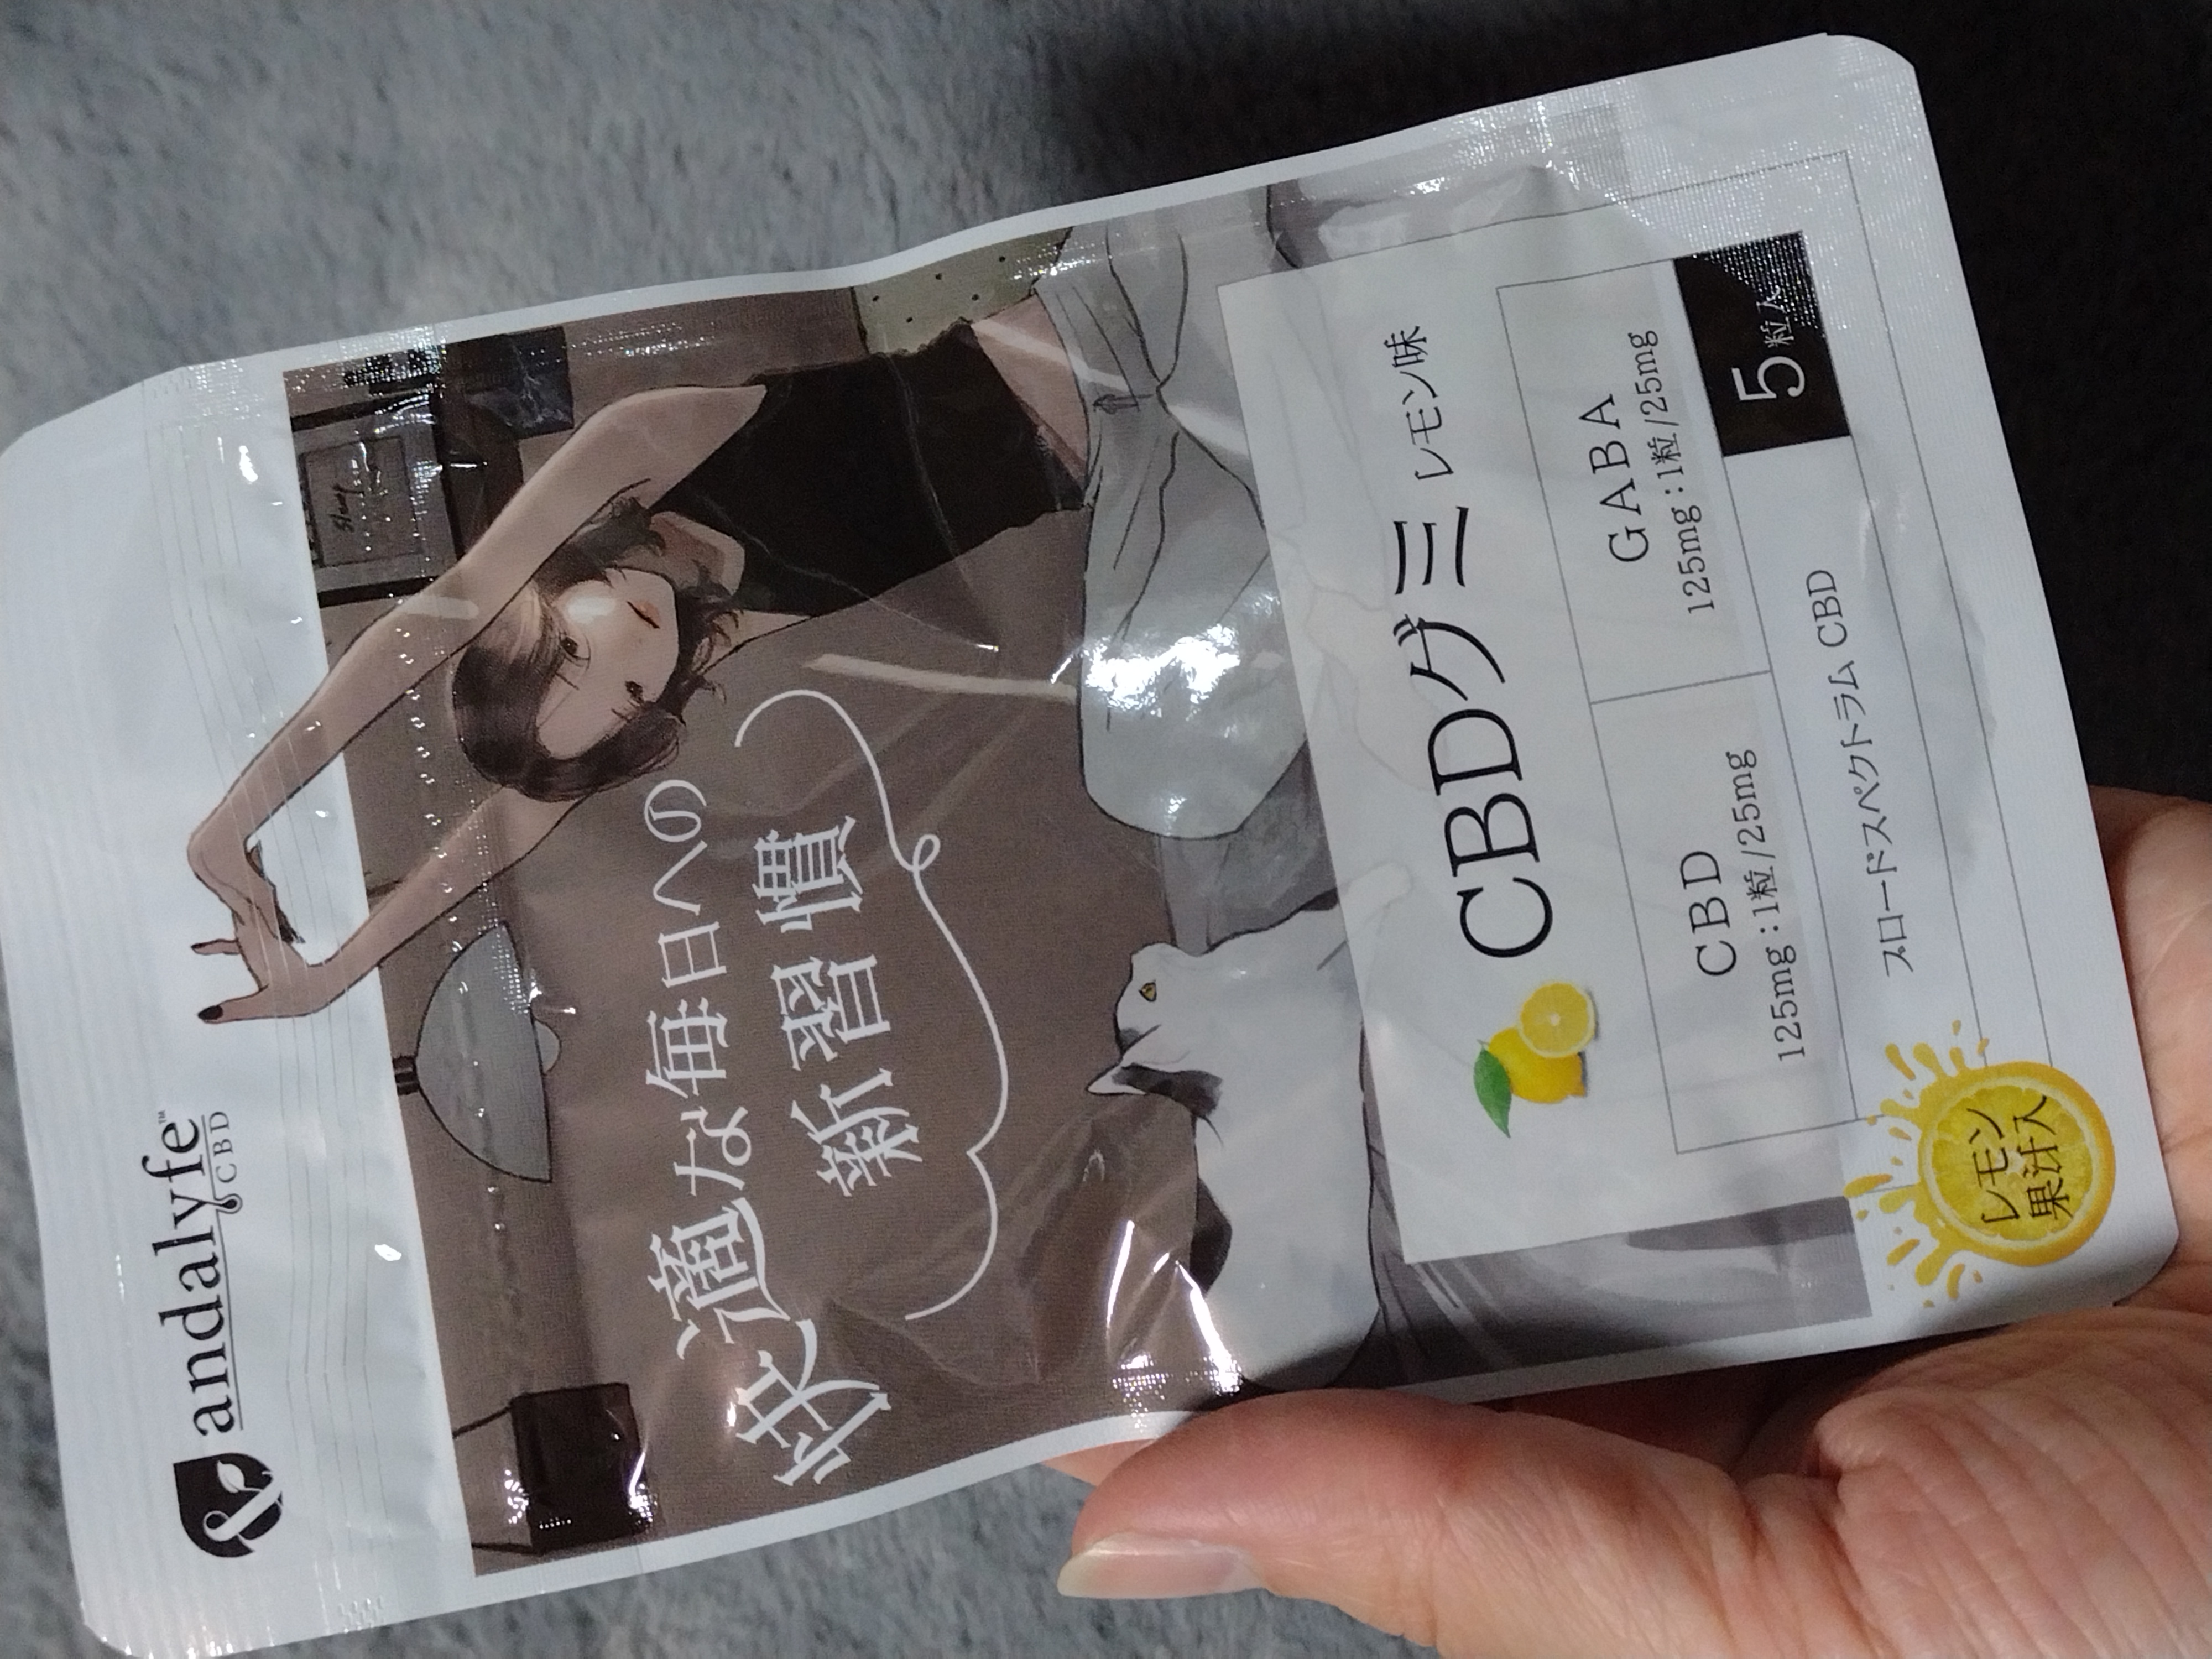 andalyfe™
CBD
快適な毎日への
新習慣
CBDグミ レモン味
CBD
125mg：1粒/25mg
GABA
125mg：1粒/25mg
ブロードスペクトラム CBD
5粒入
レモン
果汁入